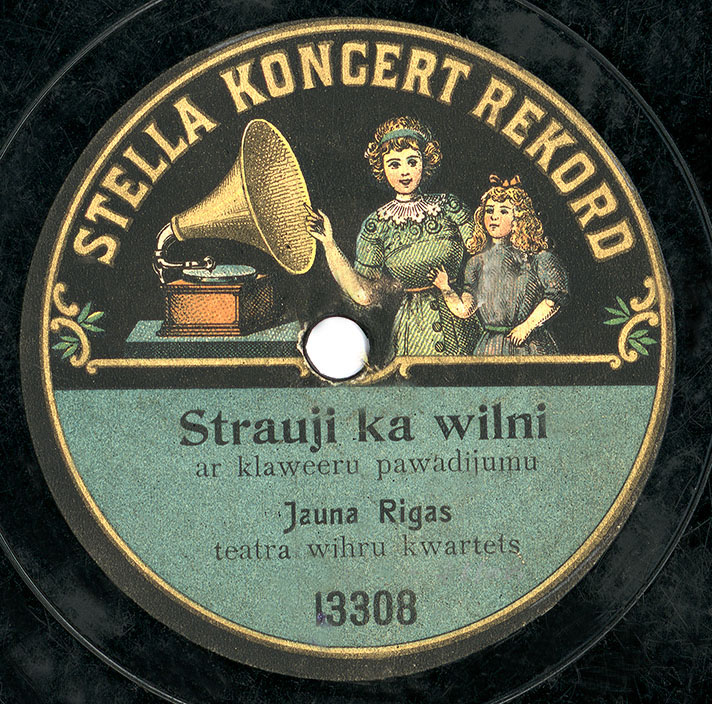 STELLA KONCERT REKORD
Strauji ka wilni
ar klaweeru pawadijumu
Jauna Rigas
teatra wihru kwartets
13308